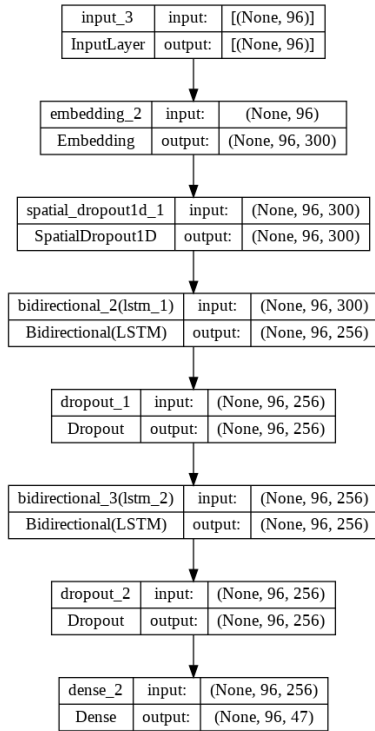 input_3 input: [(None, 96)]
InputLayer output: [(None, 96)]
embedding_2 input: (None, 96)
Embedding output: (None, 96, 300)
spatial_dropout1d_1 input: (None, 96, 300)
SpatialDropout1D output: (None, 96, 300)
bidirectional_2(lstm_1) input: (None, 96, 300)
Bidirectional(LSTM) output: (None, 96, 256)
dropout_1 input: (None, 96, 256)
Dropout output: (None, 96, 256)
bidirectional_3(lstm_2) input: (None, 96, 256)
Bidirectional(LSTM) output: (None, 96, 256)
dropout_2 input: (None, 96, 256)
Dropout output: (None, 96, 256)
dense_2 input: (None, 96, 256)
Dense output: (None, 96, 47)